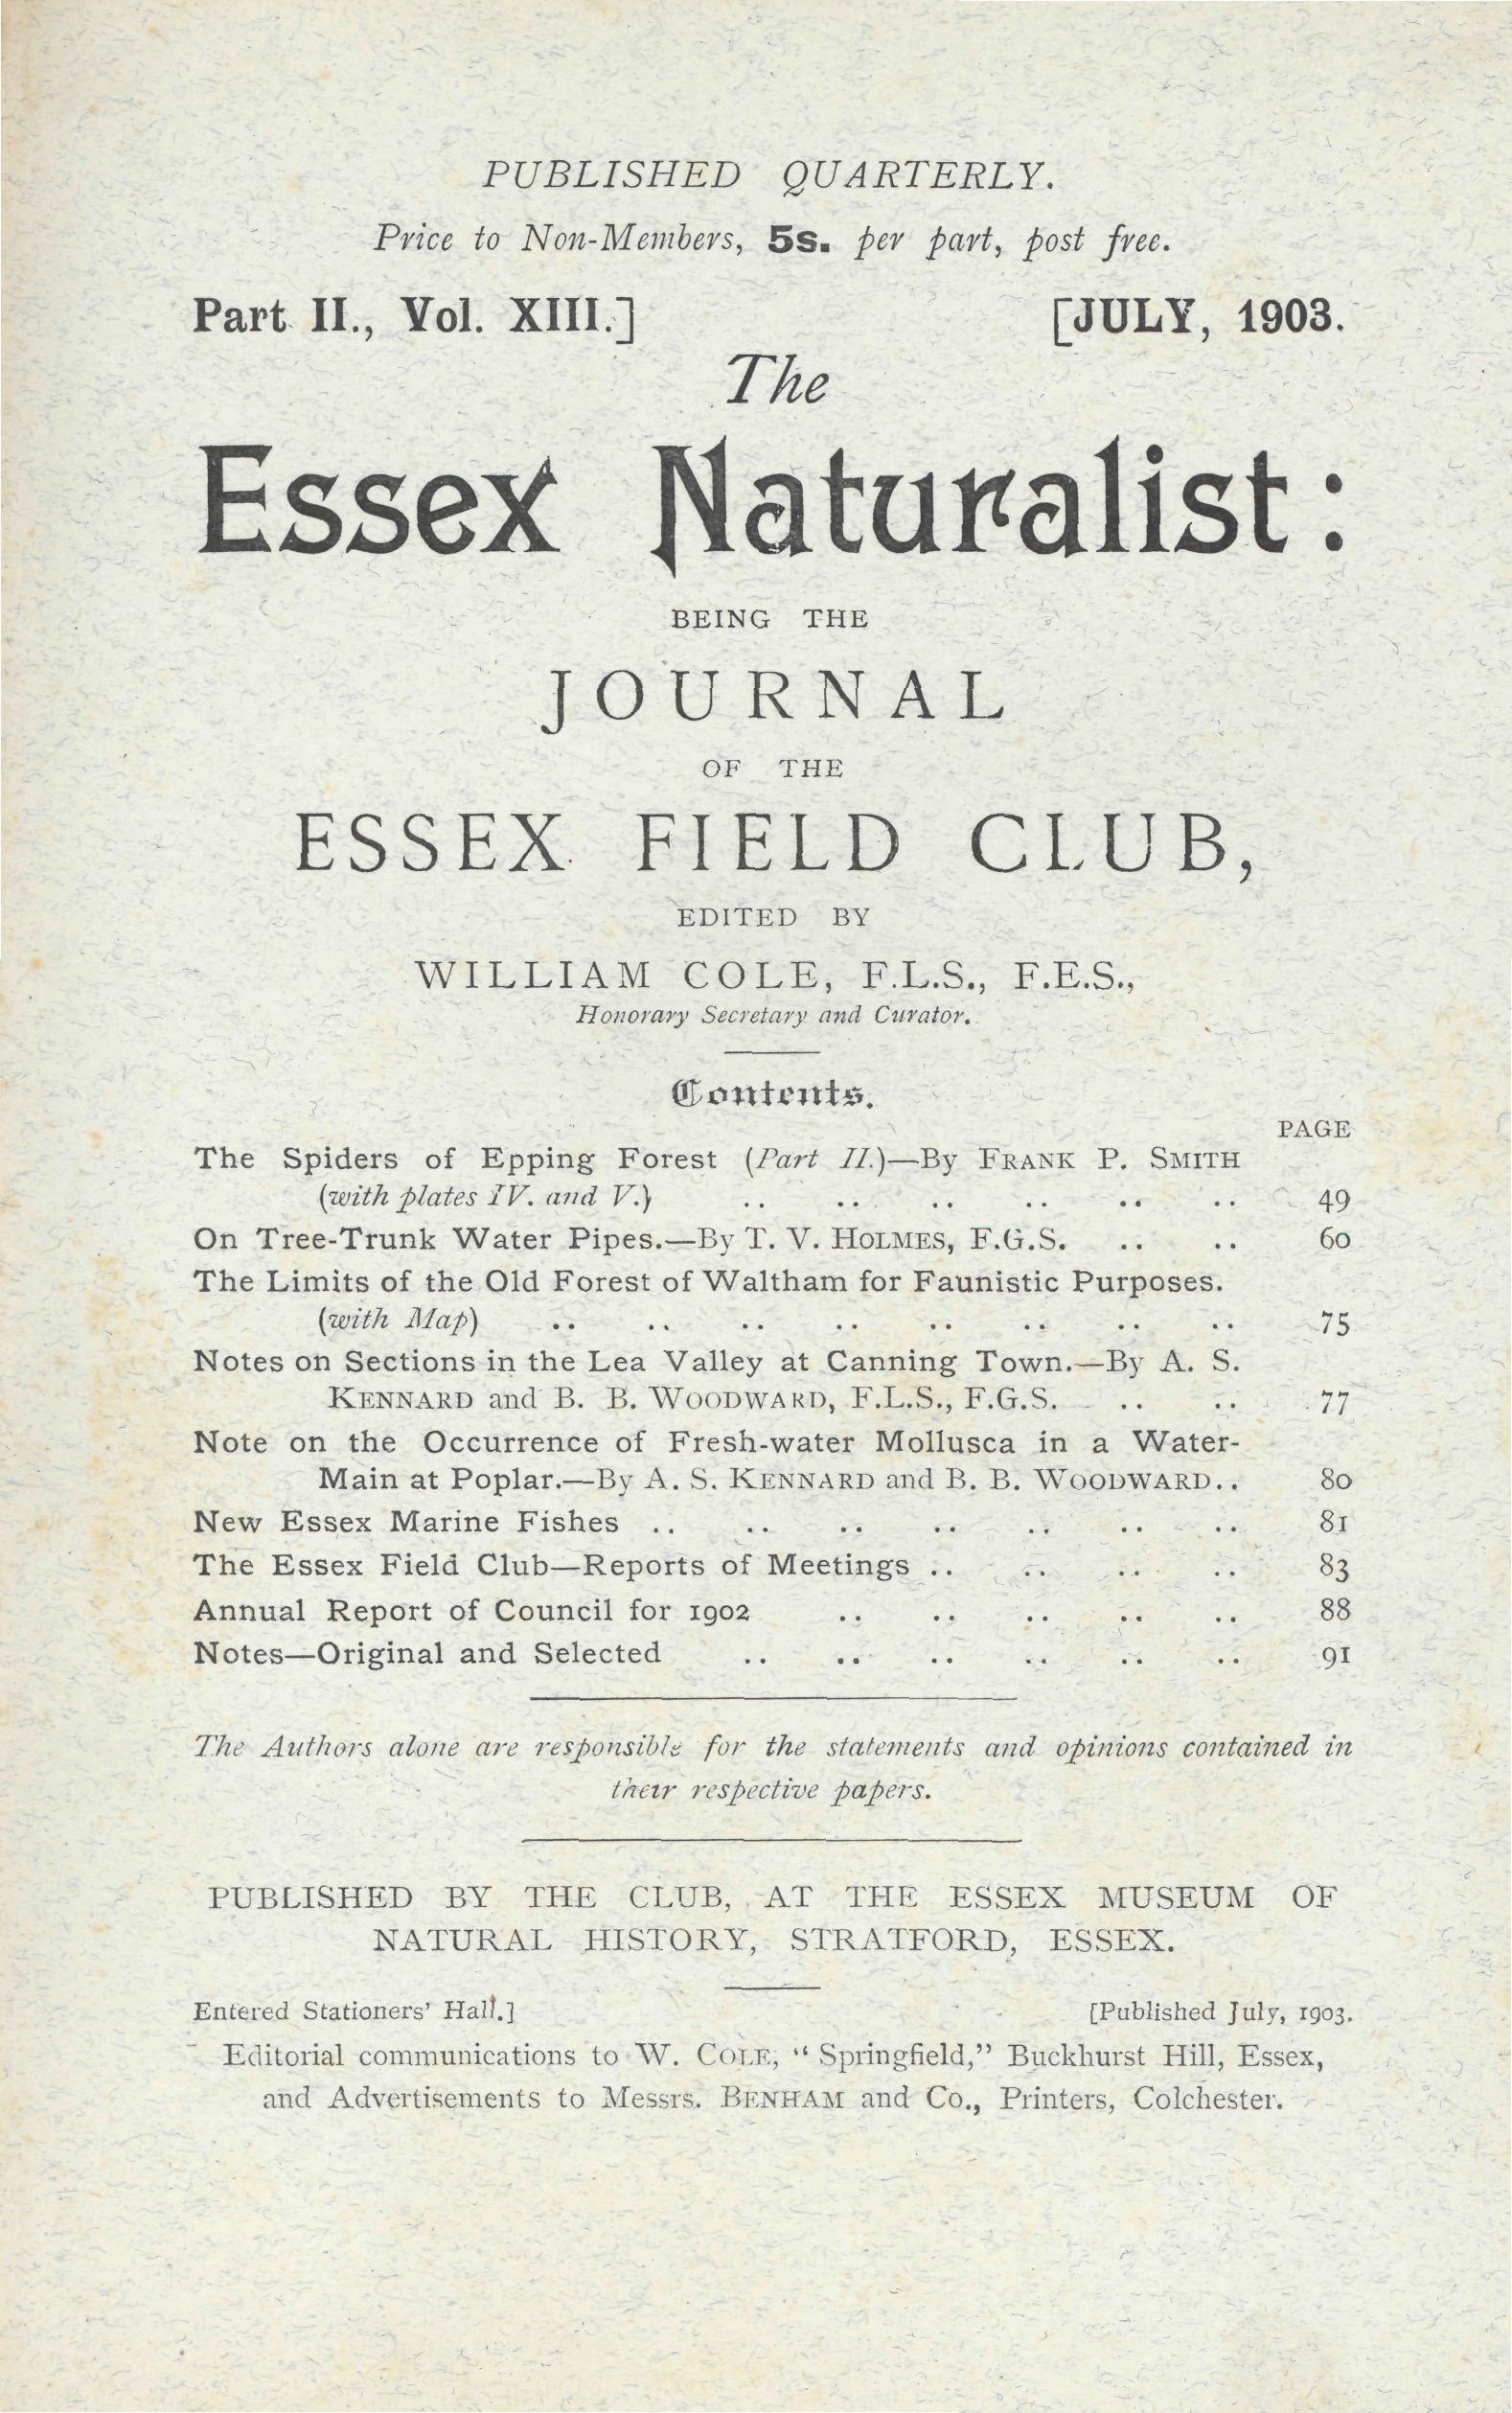 PUBLISHED QUARTERLY.
Price to Non-Members, 5s. per part, post free.
Part II., Vol. XIII.] [JULY, 1903.
The
Essex Naturalist:
BEING THE
JOURNAL
OF THE
ESSEX FIELD CLUB,
EDITED BY
WILLIAM COLE, F.L.S., F.E.S.,
Honorary Secretary and Curator.
Contents.
PAGE
The Spiders of Epping Forest (Part II.)—By FRANK P. SMITH
(with plates IV. and V.) .. .. .. .. .. .. 49
On Tree-Trunk Water Pipes.—By T. V. HOLMES, F.G.S. .. .. 60
The Limits of the Old Forest of Waltham for Faunistic Purposes.
(with Map) .. .. .. .. .. .. .. .. 75
Notes on Sections in the Lea Valley at Canning Town.—By A. S.
KENNARD and B. B. WOODWARD, F.L.S., F.G.S. .. .. 77
Note on the Occurrence of Fresh-water Mollusca in a Water-
Main at Poplar.—By A. S. KENNARD and B. B. WOODWARD.. 80
New Essex Marine Fishes .. .. .. .. .. .. .. 81
The Essex Field Club—Reports of Meetings .. .. .. .. 83
Annual Report of Council for 1902 .. .. .. .. .. 88
Notes—Original and Selected .. .. .. .. .. .. 91
The Authors alone are responsible for the statements and opinions contained in
their respective papers.
PUBLISHED BY THE CLUB, AT THE ESSEX MUSEUM OF
NATURAL HISTORY, STRATFORD, ESSEX.
Entered Stationers' Hall.] [Published July, 1903.
Editorial communications to W. COLE, "Springfield," Buckhurst Hill, Essex,
and Advertisements to Messrs. BENHAM and Co., Printers, Colchester.